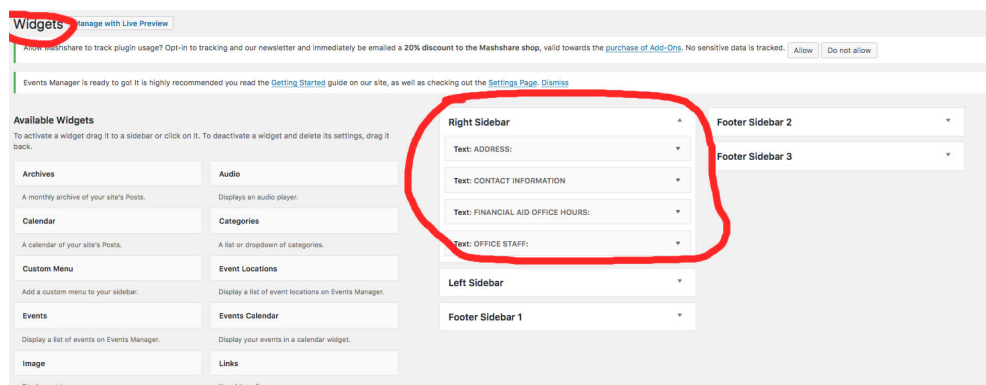 Widgets Manage with Live Preview
Allow Mashshare to track plugin usage? Opt-in to tracking and our newsletter and immediately be emailed a 20% discount to the Mashshare shop, valid towards the purchase of Add-Ons. No sensitive data is tracked. Allow Do not allow
Events Manager is ready to go! It is highly recommended you read the Getting Started guide on our site, as well as checking out the Settings Page. Dismiss
Available Widgets
To activate a widget drag it to a sidebar or click on it. To deactivate a widget and delete its settings, drag it
back.
Archives
A monthly archive of your site's Posts.
Audio
Displays an audio player.
Calendar
A calendar of your site's Posts.
Categories
A list or dropdown of categories.
Custom Menu
Add a custom menu to your sidebar.
Event Locations
Display a list of event locations on Events Manager.
Events
Display a list of events on Events Manager.
Events Calendar
Display your events in a calendar widget.
Image
Links
Right Sidebar
Text: ADDRESS:
Text: CONTACT INFORMATION
Text: FINANCIAL AID OFFICE HOURS:
Text: OFFICE STAFF:
Left Sidebar
Footer Sidebar 1
Footer Sidebar 2
Footer Sidebar 3